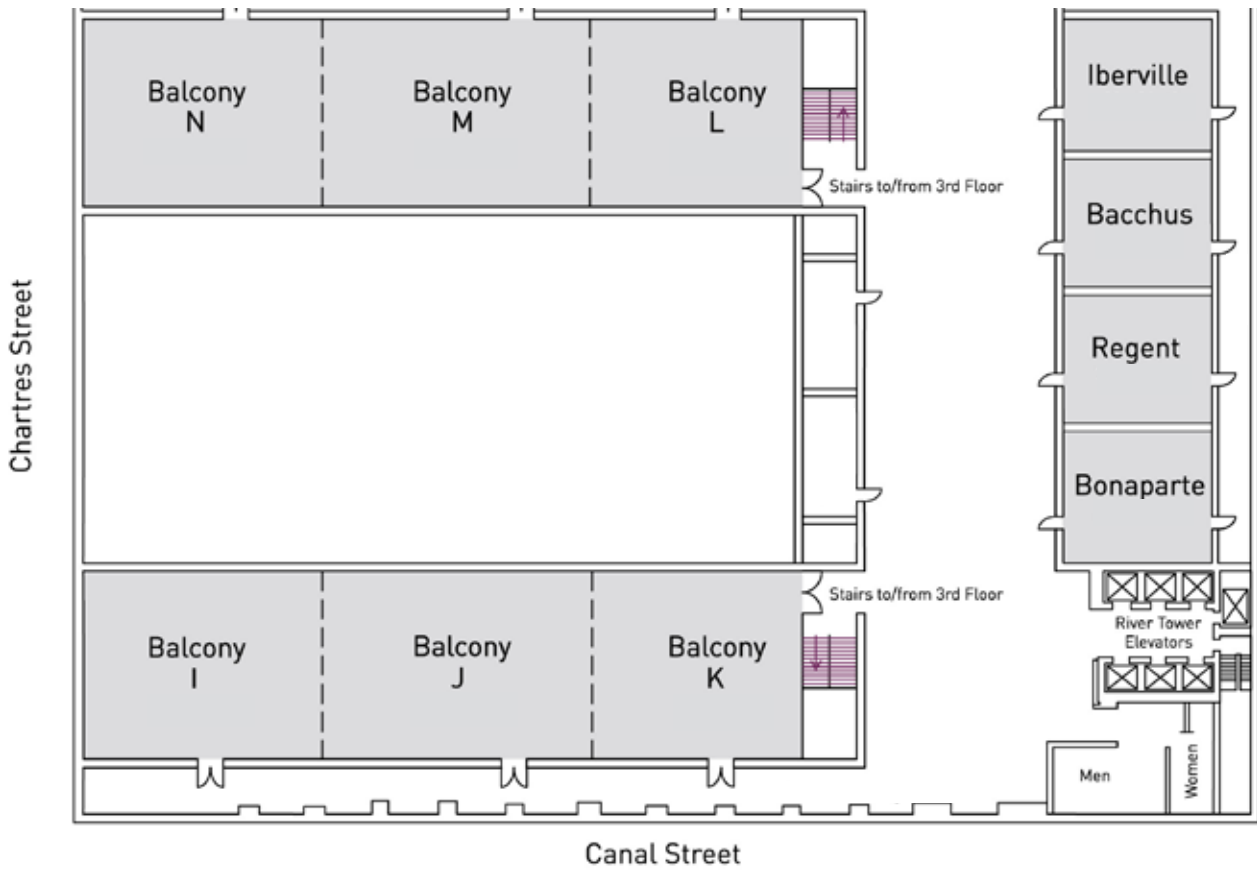 Balcony
N
Balcony
M
Balcony
L
Iberville
Stairs to/from 3rd Floor
Bacchus
Chartres Street
Regent
Bonaparte
Stairs to/from 3rd Floor
River Tower
Elevators
Balcony
I
Balcony
J
Balcony
K
Men
Women
Canal Street